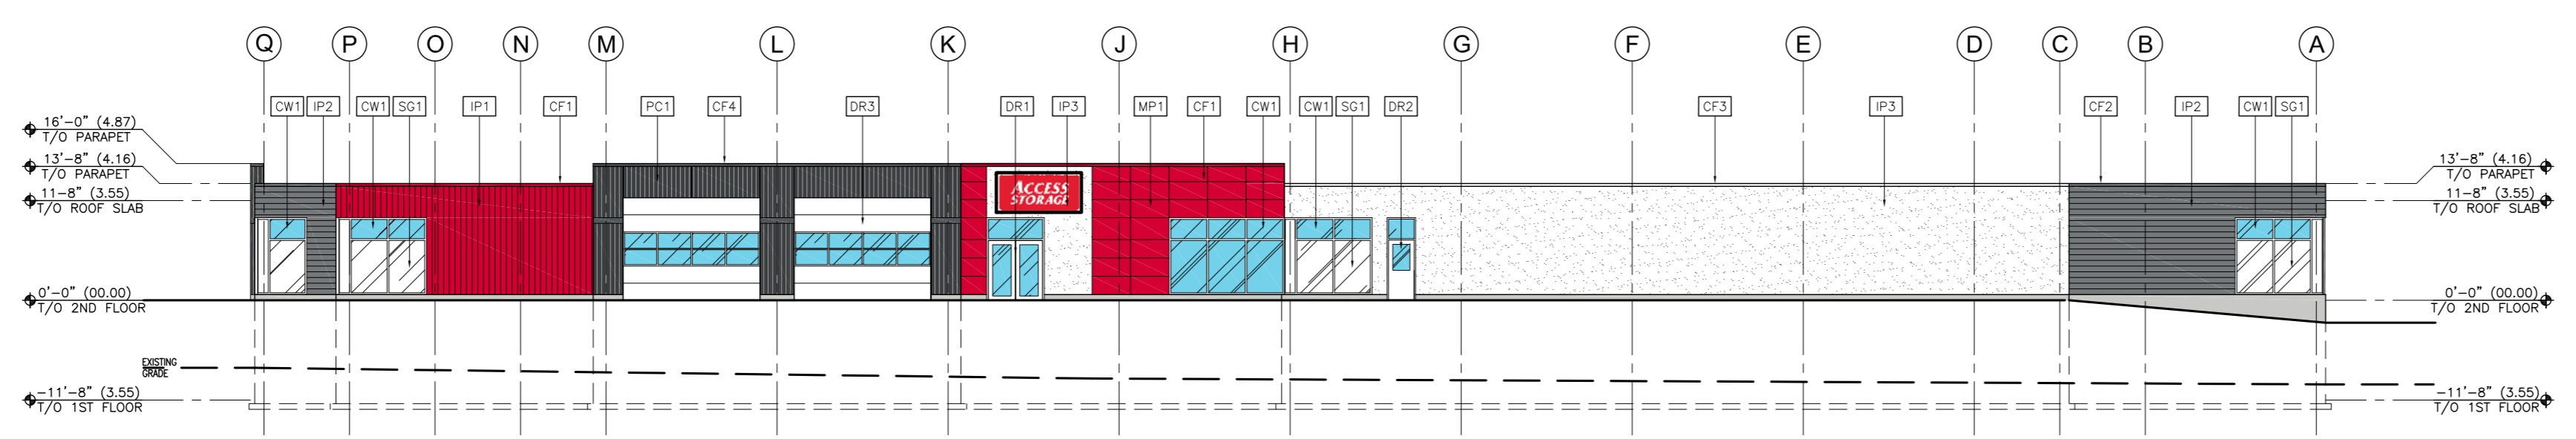 Q P O N M L K J H G F E D C B A
CW1 IP2 CW1 SG1 IP1 CF1 PC1 CF4 DR3 DR1 IP3 MP1 CF1 CW1 CW1 SG1 DR2 CF3 IP3 CF2 IP2 CW1 SG1
16'-0" (4.87)
T/O PARAPET
13'-8" (4.16)
T/O PARAPET
11-8" (3.55)
T/O ROOF SLAB
0'-0" (00.00)
T/O 2ND FLOOR
EXISTING
GRADE
-11'-8" (3.55)
T/O 1ST FLOOR
ACCESS
STORAGE
13'-8" (4.16)
T/O PARAPET
11-8" (3.55)
T/O ROOF SLAB
0'-0" (00.00)
T/O 2ND FLOOR
-11'-8" (3.55)
T/O 1ST FLOOR